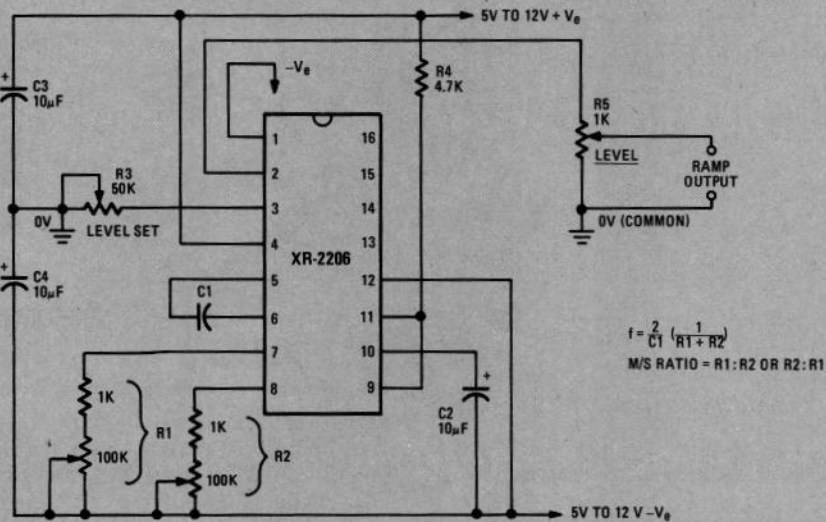 5V TO 12V + Ve
C3
10µF
–Ve
R4
4.7K
R5
1K
LEVEL
RAMP
OUTPUT
R3
50K
0V
LEVEL SET
0V (COMMON)
XR-2206
1
2
3
4
5
6
7
8
16
15
14
13
12
11
10
9
C4
10µF
C1
f = 2/C1 (1/R1 + R2)
M/S RATIO = R1:R2 OR R2:R1
1K
100K
R1
1K
100K
R2
C2
10µF
5V TO 12 V –Ve
+
+
+